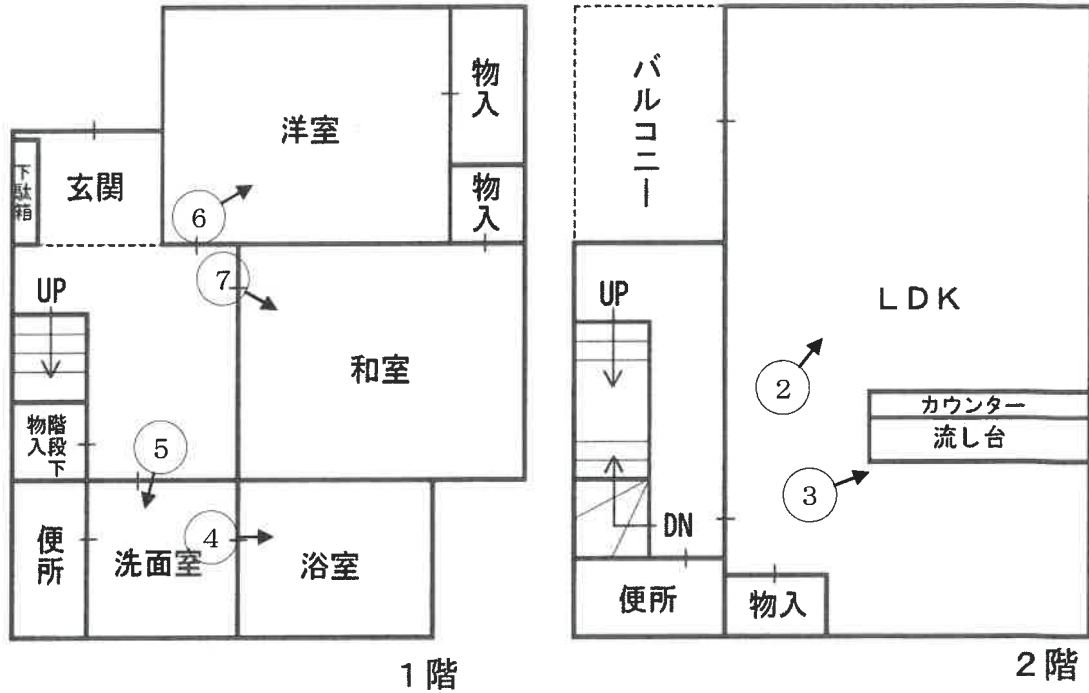 洋室
物入
物入
玄関
下駄箱
⑥
⑦
UP
和室
階段下物入
⑤
④
便所
洗面室
浴室
1階
バルコニー
UP
LDK
②
カウンター
流し台
③
DN
便所
物入
2階